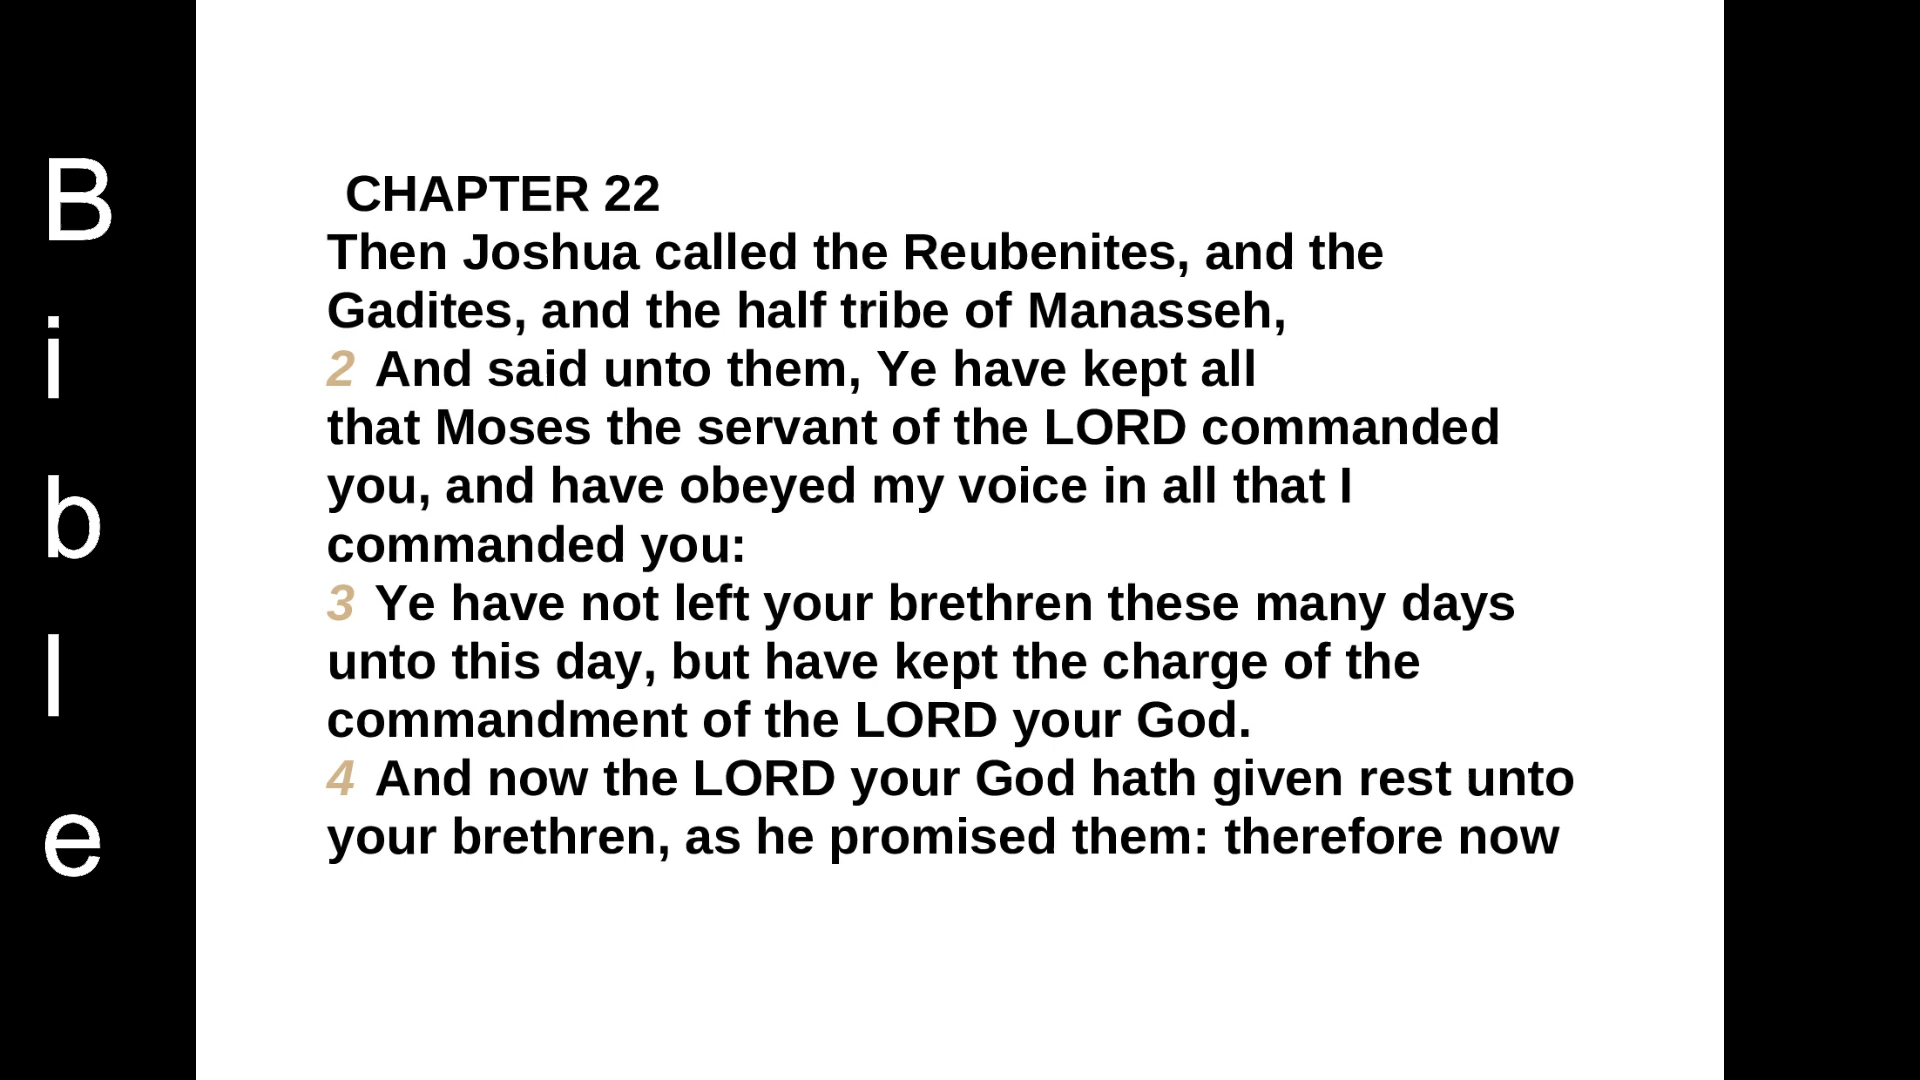 Bible
CHAPTER 22
Then Joshua called the Reubenites, and the
Gadites, and the half tribe of Manasseh,
2 And said unto them, Ye have kept all
that Moses the servant of the LORD commanded
you, and have obeyed my voice in all that I
commanded you:
3 Ye have not left your brethren these many days
unto this day, but have kept the charge of the
commandment of the LORD your God.
4 And now the LORD your God hath given rest unto
your brethren, as he promised them: therefore now